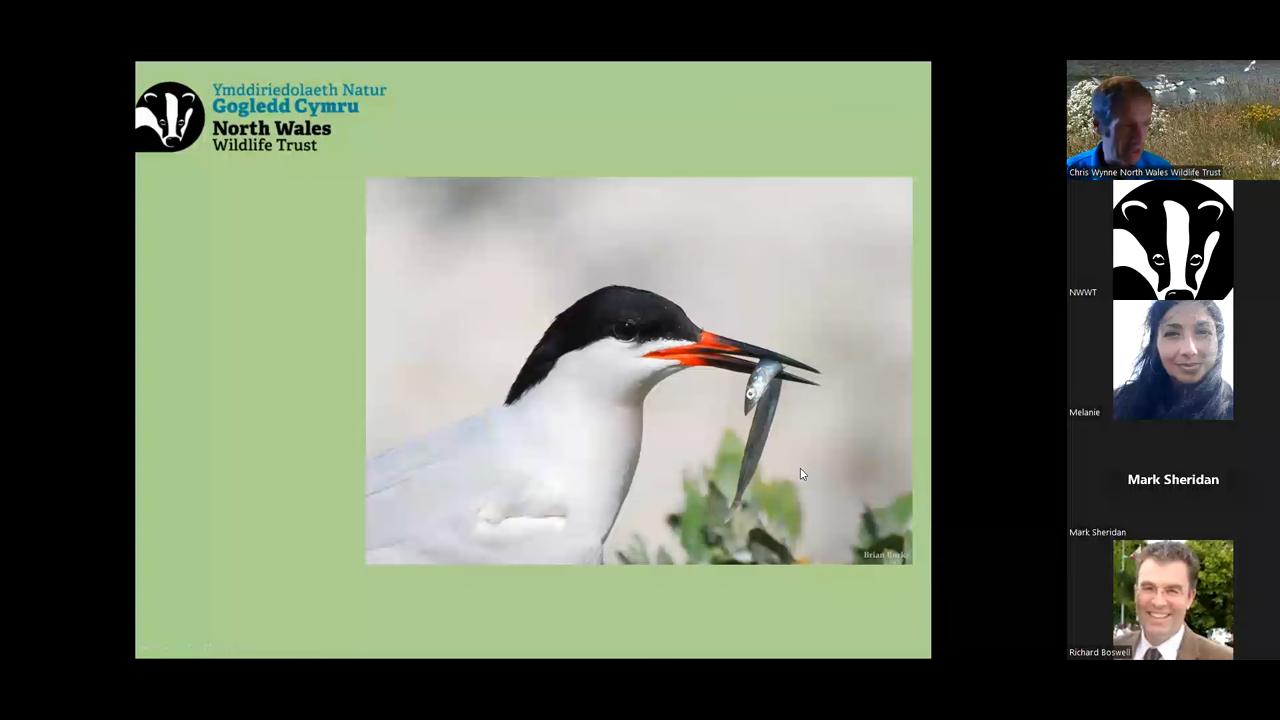 Ymddiriedolaeth Natur
Gogledd Cymru
North Wales
Wildlife Trust
Brian Burke
Chris Wynne North Wales Wildlife Trust
NWWT
Melanie
Mark Sheridan
Mark Sheridan
Richard Boswell